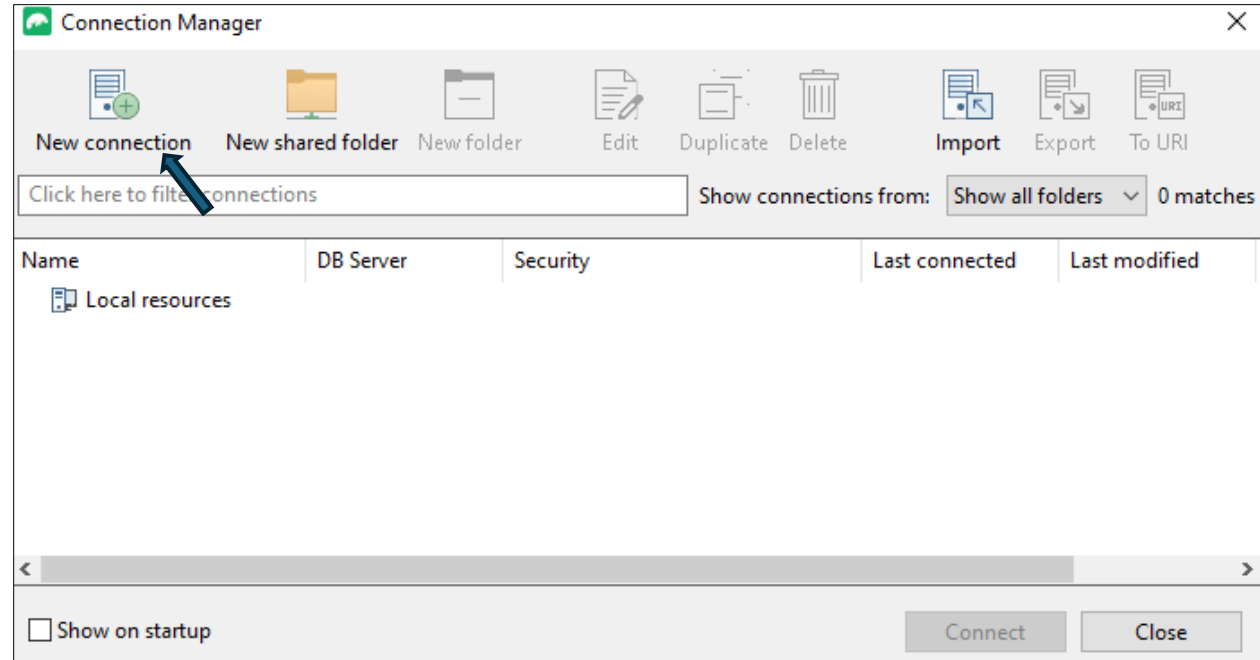 Connection Manager
New connection New shared folder New folder Edit Duplicate Delete Import Export To URI
Click here to filter connections Show connections from: Show all folders 0 matches
Name DB Server Security Last connected Last modified
Local resources
Show on startup Connect Close